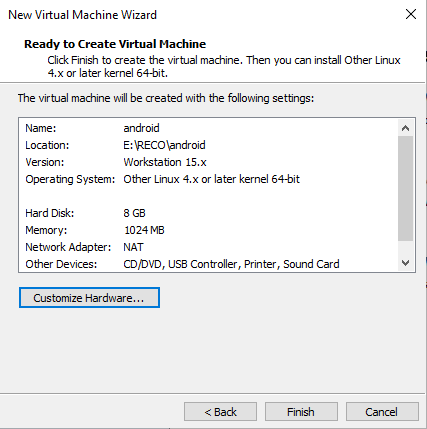 New Virtual Machine Wizard
Ready to Create Virtual Machine
Click Finish to create the virtual machine. Then you can install Other Linux
4.x or later kernel 64-bit.
The virtual machine will be created with the following settings:
Name: android
Location: E:\RECO\android
Version: Workstation 15.x
Operating System: Other Linux 4.x or later kernel 64-bit
Hard Disk: 8 GB
Memory: 1024 MB
Network Adapter: NAT
Other Devices: CD/DVD, USB Controller, Printer, Sound Card
Customize Hardware...
< Back Finish Cancel